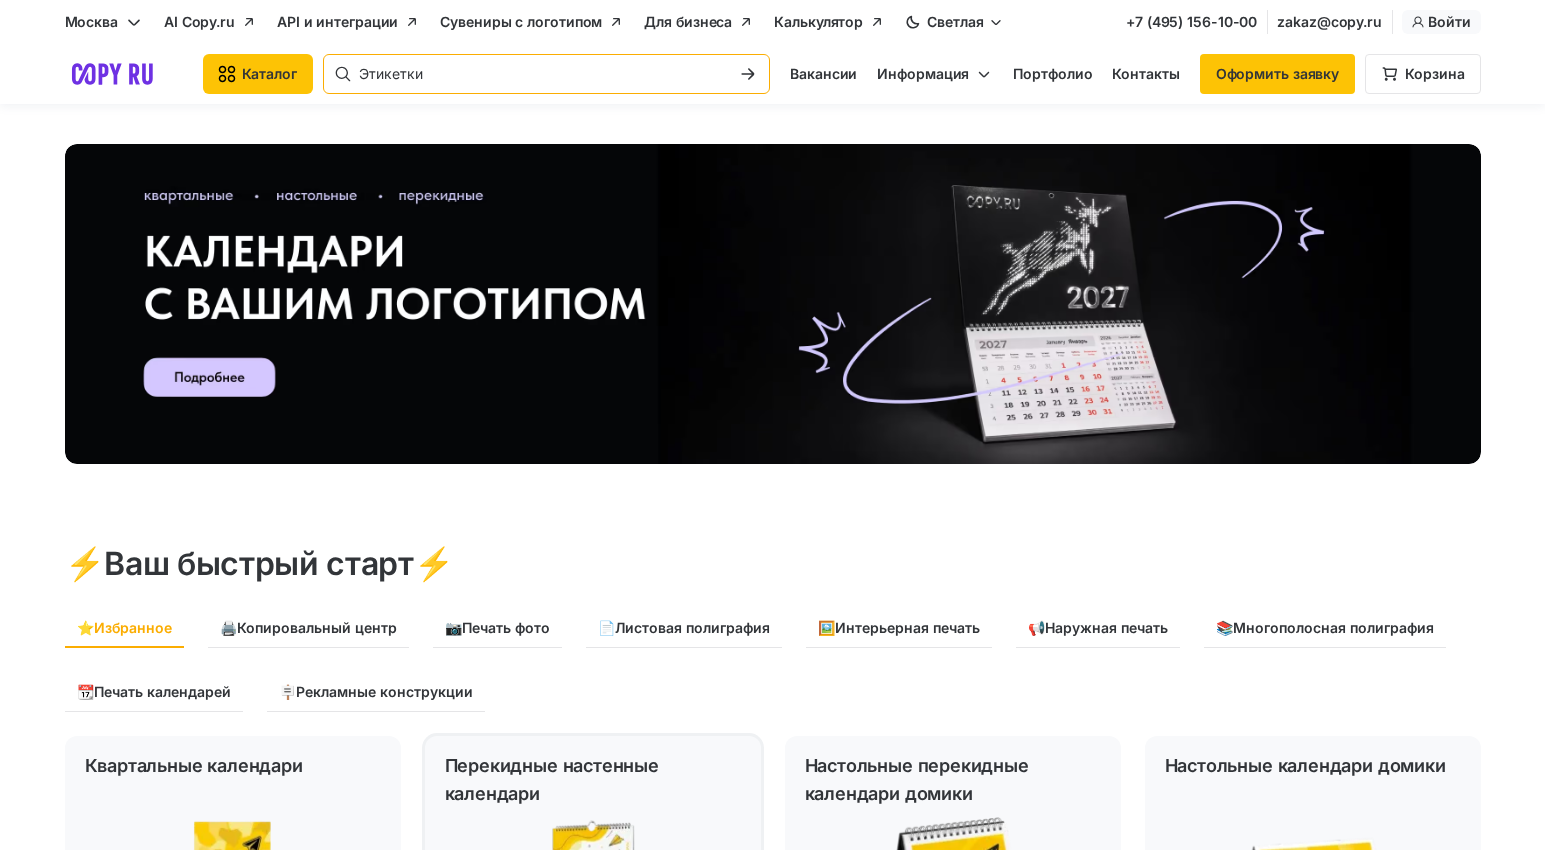 Москва AI Copy.ru API и интеграции Сувениры с логотипом Для бизнеса Калькулятор Светлая +7 (495) 156-10-00 zakaz@copy.ru Войти
COPY RU Каталог Этикетки Вакансии Информация Портфолио Контакты Оформить заявку Корзина
квартальные • настольные • перекидные
КАЛЕНДАРИ
С ВАШИМ ЛОГОТИПОМ
Подробнее
COPY.RU
2027
2027 January Январь
⚡Ваш быстрый старт⚡
⭐Избранное 🖨️Копировальный центр 📷Печать фото 📄Листовая полиграфия 🖼️Интерьерная печать 📢Наружная печать 📚Многополосная полиграфия
📆Печать календарей 🪧Рекламные конструкции
Квартальные календари
Перекидные настенные
календари
Настольные перекидные
календари домики
Настольные календари домики